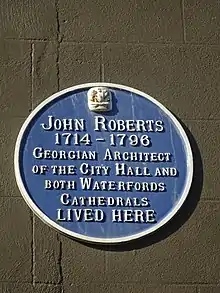 JOHN ROBERTS
1714-1796
GEORGIAN ARCHITECT
OF THE CITY HALL AND
BOTH WATERFORDS
CATHEDRALS
LIVED HERE